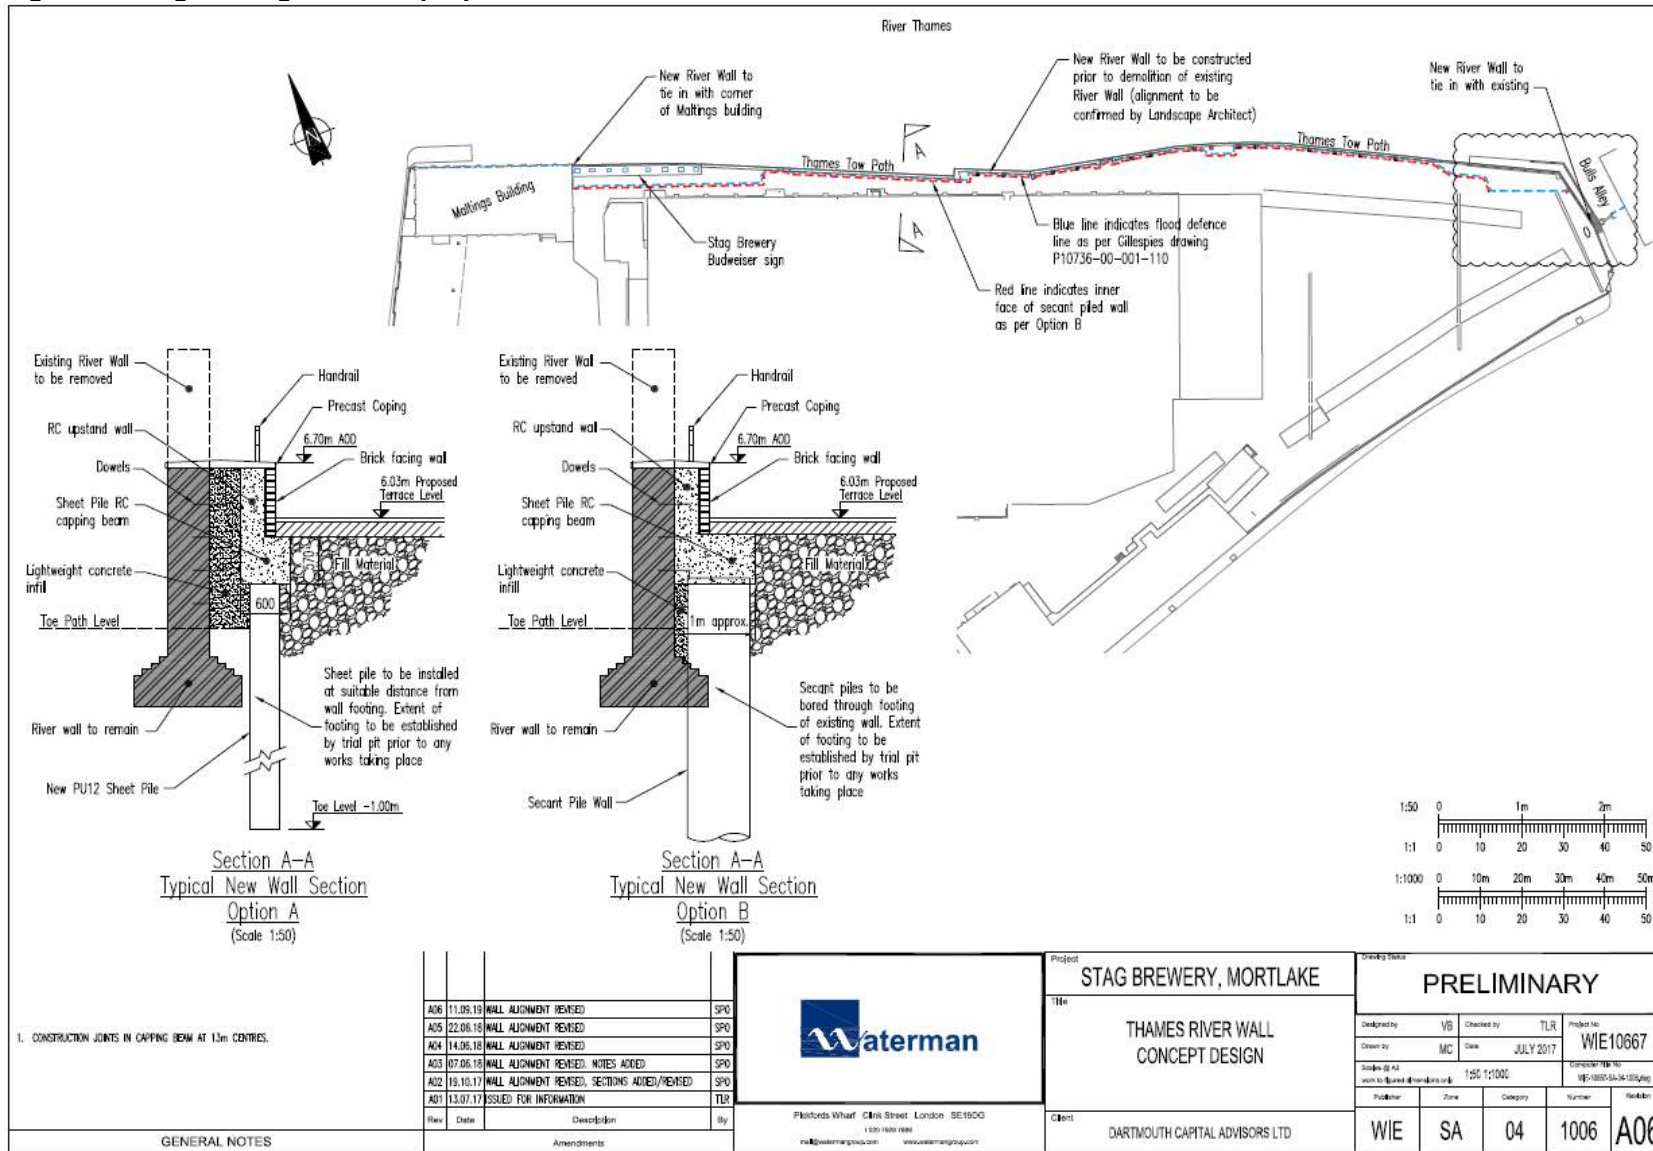 River Thames
New River Wall to
tie in with corner
of Maltings building
New River Wall to be constructed
prior to demolition of existing
River Wall (alignment to be
confirmed by Landscape Architect)
New River Wall to
tie in with existing
N
A
Thames Tow Path
Thames Tow Path
Bulls Alley
Maltings Building
A
Stag Brewery
Budweiser sign
Blue line indicates flood defence
line as per Gillespies drawing
P10736-00-001-110
Red line indicates inner
face of secant piled wall
as per Option B
Existing River Wall
to be removed
Handrail
Precast Coping
RC upstand wall
6.70m AOD
Dowels
Brick facing wall
6.03m Proposed
Terrace Level
Sheet Pile RC
capping beam
Fill Material
Lightweight concrete
infill
600
Toe Path Level
Sheet pile to be installed
at suitable distance from
wall footing. Extent of
footing to be established
by trial pit prior to any
works taking place
River wall to remain
New PU12 Sheet Pile
Toe Level -1.00m
Section A-A
Typical New Wall Section
Option A
(Scale 1:50)
Existing River Wall
to be removed
Handrail
Precast Coping
RC upstand wall
6.70m AOD
Dowels
Brick facing wall
6.03m Proposed
Terrace Level
Sheet Pile RC
capping beam
Fill Material
Lightweight concrete
infill
Toe Path Level
1m approx.
Secant piles to be
bored through footing
of existing wall. Extent
of footing to be
established by trial pit
prior to any works
taking place
River wall to remain
Secant Pile Wall
Section A-A
Typical New Wall Section
Option B
(Scale 1:50)
1:50 0 1m 2m
1:1 0 10 20 30 40 50
1:1000 0 10m 20m 30m 40m 50m
1:1 0 10 20 30 40 50
1. CONSTRUCTION JOINTS IN CAPPING BEAM AT 13m CENTRES.
GENERAL NOTES
A06 11.09.19 WALL ALIGNMENT REVISED SPO
A05 22.06.18 WALL ALIGNMENT REVISED SPO
A04 14.06.18 WALL ALIGNMENT REVISED SPO
A03 07.06.18 WALL ALIGNMENT REVISED. NOTES ADDED SPO
A02 19.10.17 WALL ALIGNMENT REVISED, SECTIONS ADDED/REVISED SPO
A01 13.07.17 ISSUED FOR INFORMATION TLR
Rev Date Description By
Amendments
Waterman
Pickfords Wharf Clink Street London SE19DG
mail@watermangroup.com www.watermangroup.com
Project
STAG BREWERY, MORTLAKE
Title
THAMES RIVER WALL
CONCEPT DESIGN
Client
DARTMOUTH CAPITAL ADVISORS LTD
Drawing Status
PRELIMINARY
Designed by VB Checked by TLR Project No
WIE10667
Drawn by MC Date JULY 2017
Computer File No
Scales @ A3
work to figured dimensions only 1:50 1:1000
Publisher Zone Category Number Revision
WIE SA 04 1006 A06